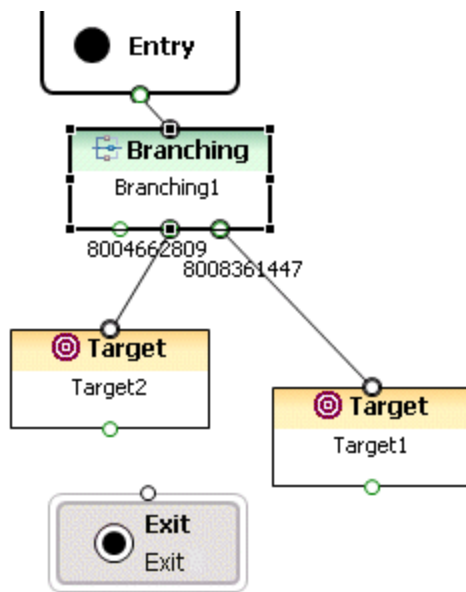 Entry
Branching
Branching1
8004662809
8008361447
Target
Target2
Target
Target1
Exit
Exit